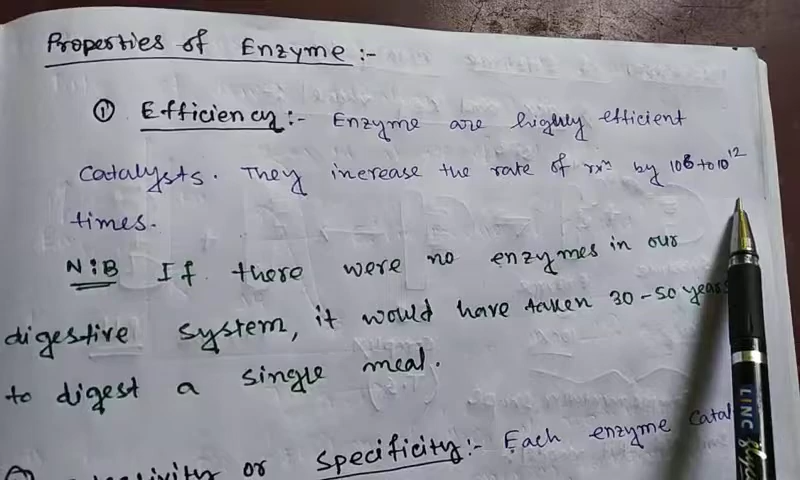 Properties of Enzyme :-
① Efficiency :- Enzyme are highly efficient
Catalysts. They increase the rate of rxⁿ by 10⁸ to 10¹²
times.
N:B If there were no enzymes in our
digestive system, it would have taken 30-50 years
to digest a single meal.
or Specificity :- Each enzyme
LINC